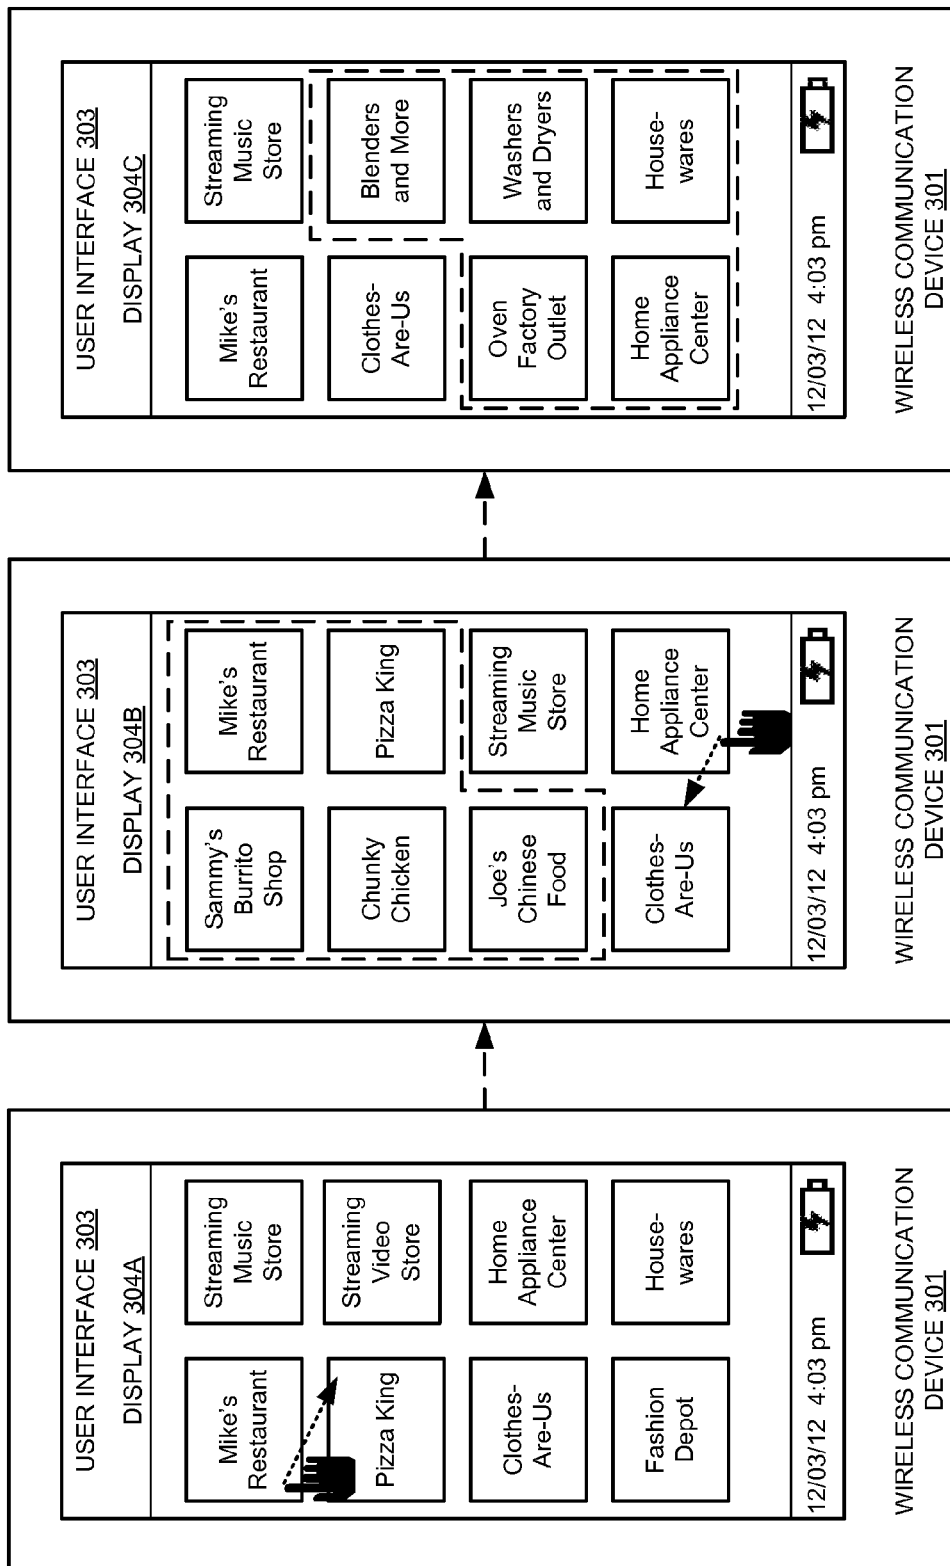 USER INTERFACE 303
DISPLAY 304A
Mike's
Restaurant
Streaming
Music
Store
Pizza King
Streaming
Video
Store
Clothes-
Are-Us
Home
Appliance
Center
Fashion
Depot
House-
wares
12/03/12 4:03 pm
WIRELESS COMMUNICATION
DEVICE 301
USER INTERFACE 303
DISPLAY 304B
Sammy's
Burrito
Shop
Mike's
Restaurant
Chunky
Chicken
Pizza King
Joe's
Chinese
Food
Streaming
Music
Store
Clothes-
Are-Us
Home
Appliance
Center
12/03/12 4:03 pm
WIRELESS COMMUNICATION
DEVICE 301
USER INTERFACE 303
DISPLAY 304C
Mike's
Restaurant
Streaming
Music
Store
Clothes-
Are-Us
Blenders
and More
Oven
Factory
Outlet
Washers
and Dryers
Home
Appliance
Center
House-
wares
12/03/12 4:03 pm
WIRELESS COMMUNICATION
DEVICE 301